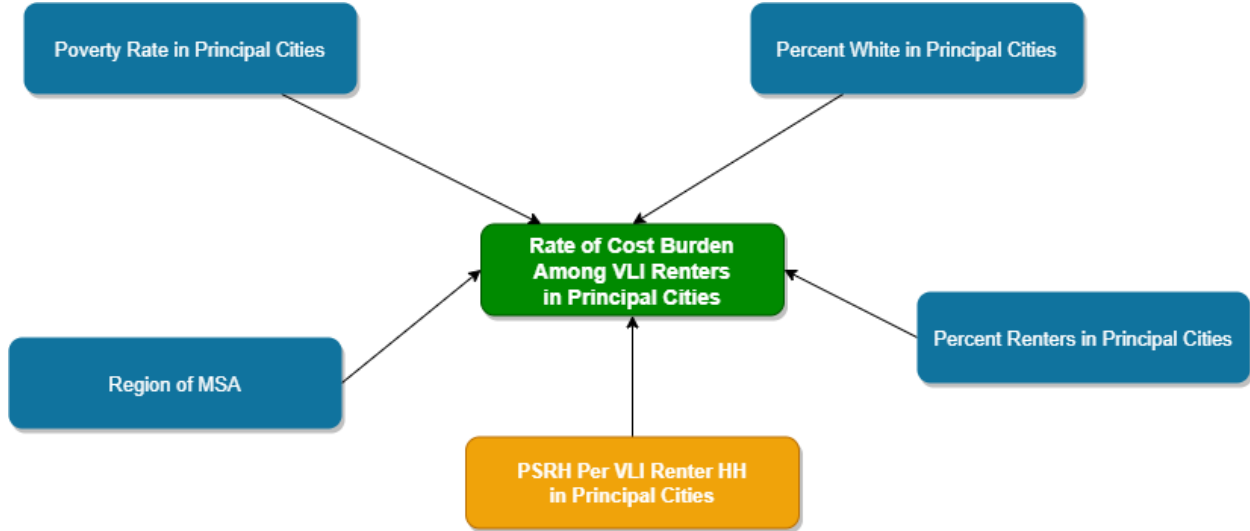 Poverty Rate in Principal Cities
Percent White in Principal Cities
Rate of Cost Burden
Among VLI Renters
in Principal Cities
Percent Renters in Principal Cities
Region of MSA
PSRH Per VLI Renter HH
in Principal Cities